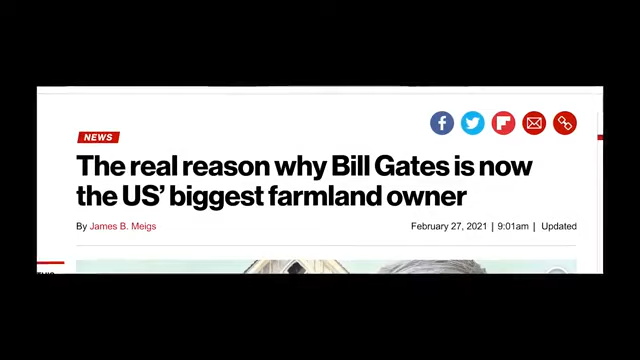 NEWS
The real reason why Bill Gates is now
the US’ biggest farmland owner
By James B. Meigs
February 27, 2021 | 9:01am | Updated